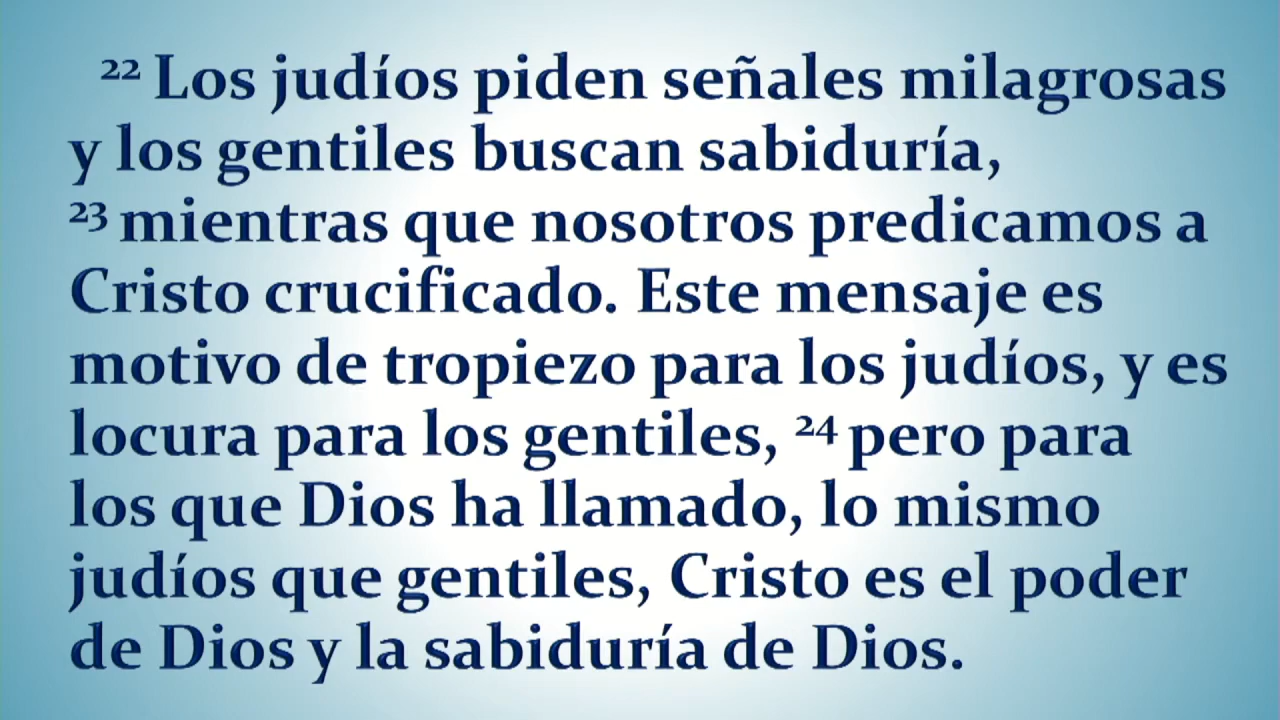 22 Los judíos piden señales milagrosas
y los gentiles buscan sabiduría,
23 mientras que nosotros predicamos a
Cristo crucificado. Este mensaje es
motivo de tropiezo para los judíos, y es
locura para los gentiles, 24 pero para
los que Dios ha llamado, lo mismo
judíos que gentiles, Cristo es el poder
de Dios y la sabiduría de Dios.